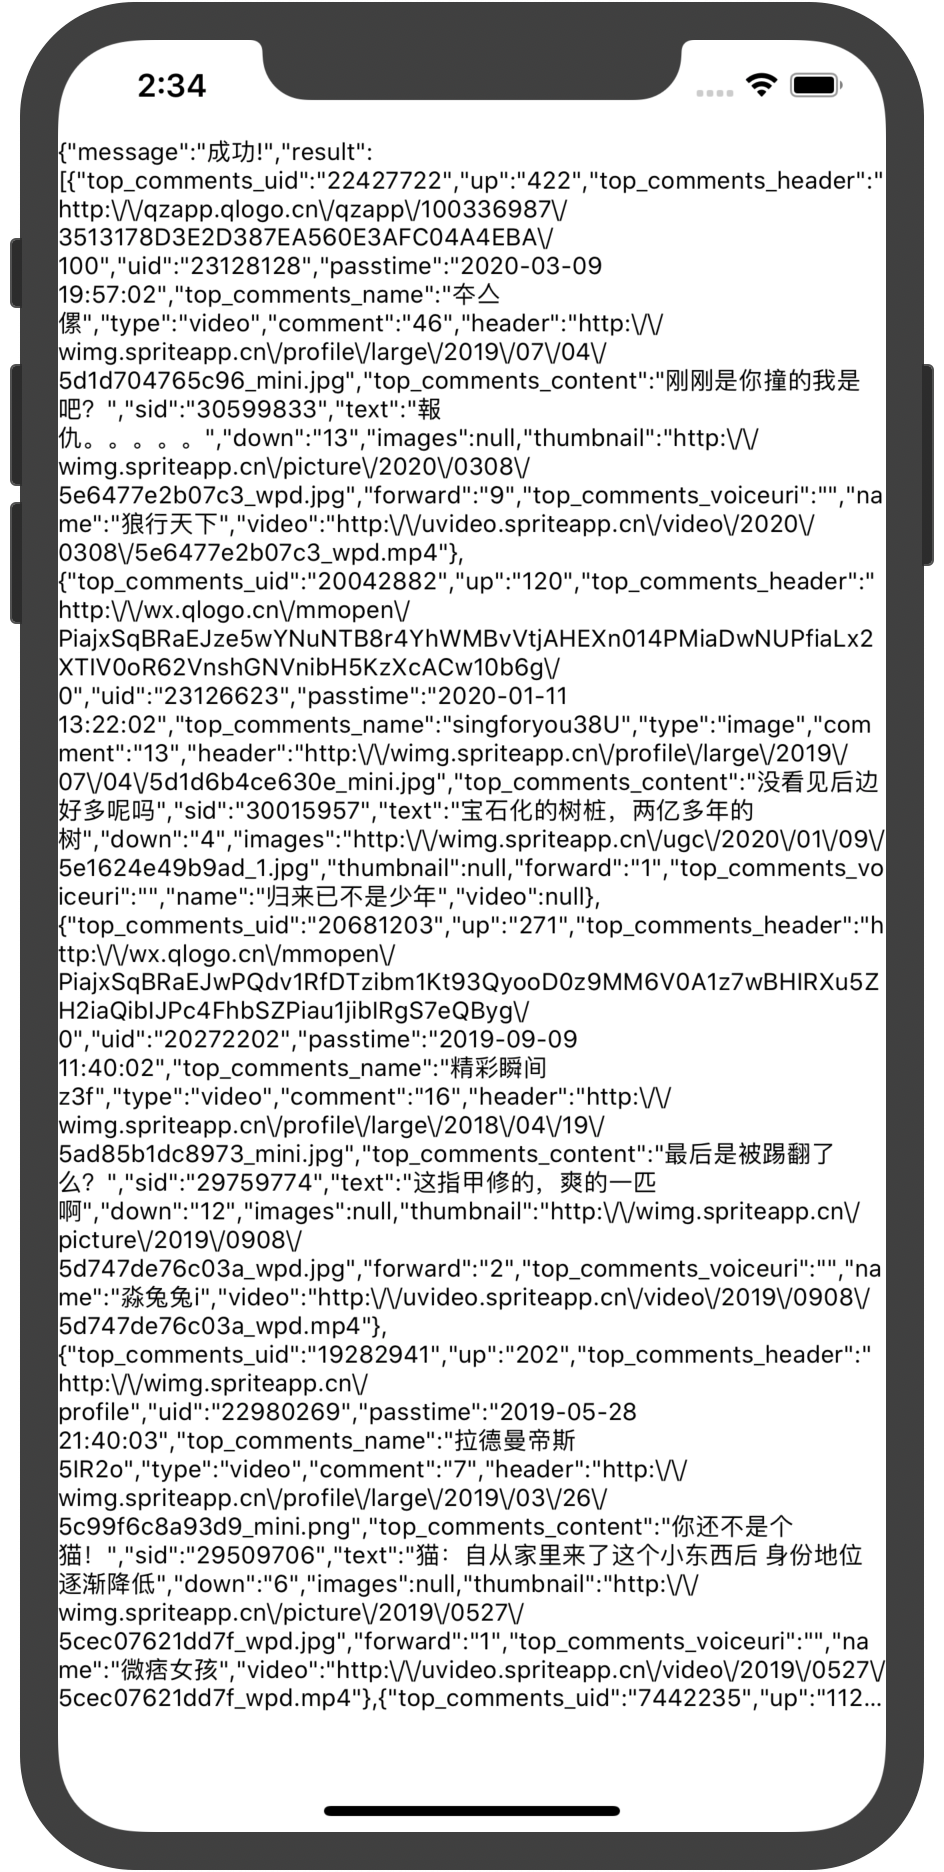 2:34
{"message":"成功!","result":
[{"top_comments_uid":"22427722","up":"422","top_comments_header":"
http:\/\/qzapp.qlogo.cn\/qzapp\/100336987\/
3513178D3E2D387EA560E3AFC04A4EBA\/
100","uid":"23128128","passtime":"2020-03-09
19:57:02","top_comments_name":"夲亼
儽","type":"video","comment":"46","header":"http:\/\/
wimg.spriteapp.cn\/profile\/large\/2019\/07\/04\/
5d1d704765c96_mini.jpg","top_comments_content":"刚刚是你撞的我是
吧？","sid":"30599833","text":"報
仇。。。。。","down":"13","images":null,"thumbnail":"http:\/\/
wimg.spriteapp.cn\/picture\/2020\/0308\/
5e6477e2b07c3_wpd.jpg","forward":"9","top_comments_voiceuri":"","na
me":"狼行天下","video":"http:\/\/uvideo.spriteapp.cn\/video\/2020\/
0308\/5e6477e2b07c3_wpd.mp4"},
{"top_comments_uid":"20042882","up":"120","top_comments_header":"
http:\/\/wx.qlogo.cn\/mmopen\/
PiajxSqBRaEJze5wYNuNTB8r4YhWMBvVtjAHEXn014PMiaDwNUPfiaLx2
XTIV0oR62VnshGNVnibH5KzXcACw10b6g\/
0","uid":"23126623","passtime":"2020-01-11
13:22:02","top_comments_name":"singforyou38U","type":"image","com
ment":"13","header":"http:\/\/wimg.spriteapp.cn\/profile\/large\/2019\/
07\/04\/5d1d6b4ce630e_mini.jpg","top_comments_content":"没看见后边
好多呢吗","sid":"30015957","text":"宝石化的树桩，两亿多年的
树","down":"4","images":"http:\/\/wimg.spriteapp.cn\/ugc\/2020\/01\/09\/
5e1624e49b9ad_1.jpg","thumbnail":null,"forward":"1","top_comments_vo
iceuri":"","name":"归来已不是少年","video":null},
{"top_comments_uid":"20681203","up":"271","top_comments_header":"h
ttp:\/\/wx.qlogo.cn\/mmopen\/
PiajxSqBRaEJwPQdv1RfDTzibm1Kt93QyooD0z9MM6V0A1z7wBHIRXu5Z
H2iaQibIJPc4FhbSZPiau1jibIRgS7eQByg\/
0","uid":"20272202","passtime":"2019-09-09
11:40:02","top_comments_name":"精彩瞬间
z3f","type":"video","comment":"16","header":"http:\/\/
wimg.spriteapp.cn\/profile\/large\/2018\/04\/19\/
5ad85b1dc8973_mini.jpg","top_comments_content":"最后是被踢翻了
么？","sid":"29759774","text":"这指甲修的，爽的一匹
啊","down":"12","images":null,"thumbnail":"http:\/\/wimg.spriteapp.cn\/
picture\/2019\/0908\/
5d747de76c03a_wpd.jpg","forward":"2","top_comments_voiceuri":"","na
me":"淼兔兔i","video":"http:\/\/uvideo.spriteapp.cn\/video\/2019\/0908\/
5d747de76c03a_wpd.mp4"},
{"top_comments_uid":"19282941","up":"202","top_comments_header":"
http:\/\/wimg.spriteapp.cn\/
profile","uid":"22980269","passtime":"2019-05-28
21:40:03","top_comments_name":"拉德曼帝斯
5IR2o","type":"video","comment":"7","header":"http:\/\/
wimg.spriteapp.cn\/profile\/large\/2019\/03\/26\/
5c99f6c8a93d9_mini.png","top_comments_content":"你还不是个
猫！","sid":"29509706","text":"猫：自从家里来了这个小东西后 身份地位
逐渐降低","down":"6","images":null,"thumbnail":"http:\/\/
wimg.spriteapp.cn\/picture\/2019\/0527\/
5cec07621dd7f_wpd.jpg","forward":"1","top_comments_voiceuri":"","na
me":"微痞女孩","video":"http:\/\/uvideo.spriteapp.cn\/video\/2019\/0527\/
5cec07621dd7f_wpd.mp4"},{"top_comments_uid":"7442235","up":"112...